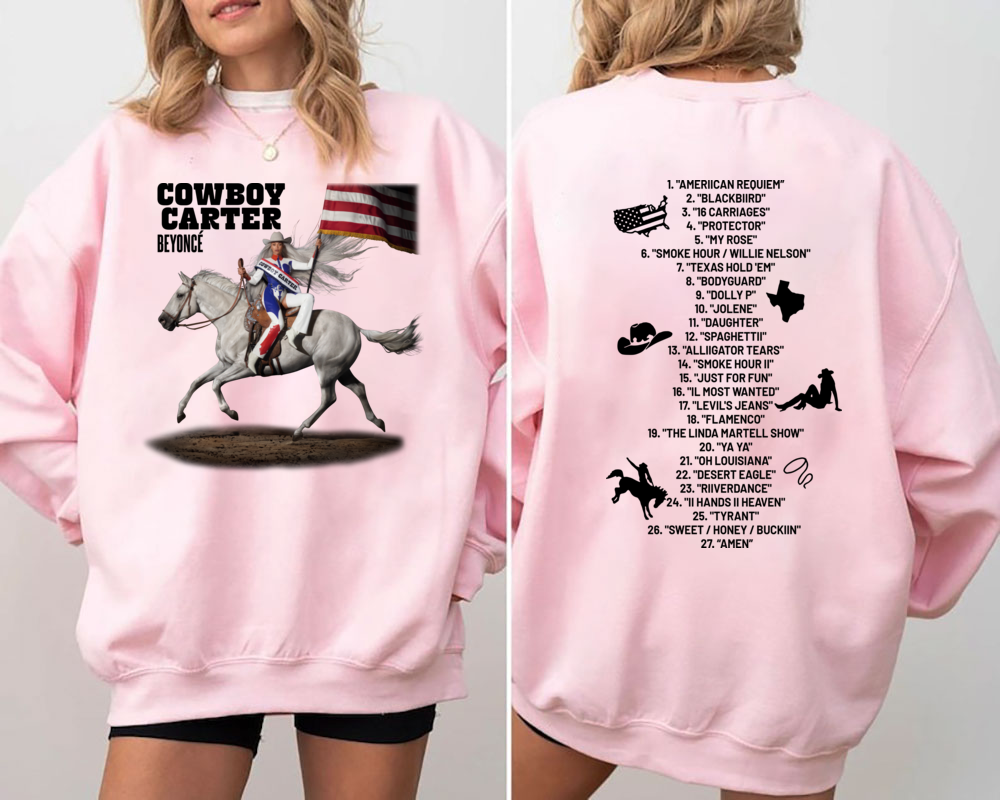 COWBOY
CARTER
BEYONCÉ
COWBOY CARTER
1. "AMERIICAN REQUIEM"
2. "BLACKBIIRD"
3. "16 CARRIAGES"
4. "PROTECTOR"
5. "MY ROSE"
6. "SMOKE HOUR / WILLIE NELSON"
7. "TEXAS HOLD 'EM"
8. "BODYGUARD"
9. "DOLLY P"
10. "JOLENE"
11. "DAUGHTER"
12. "SPAGHETTII"
13. "ALLIIGATOR TEARS"
14. "SMOKE HOUR II"
15. "JUST FOR FUN"
16. "IL MOST WANTED"
17. "LEVIL'S JEANS"
18. "FLAMENCO"
19. "THE LINDA MARTELL SHOW"
20. "YA YA"
21. "OH LOUISIANA"
22. "DESERT EAGLE"
23. "RIIVERDANCE"
24. "II HANDS II HEAVEN"
25. "TYRANT"
26. "SWEET / HONEY / BUCKIIN"
27. "AMEN"